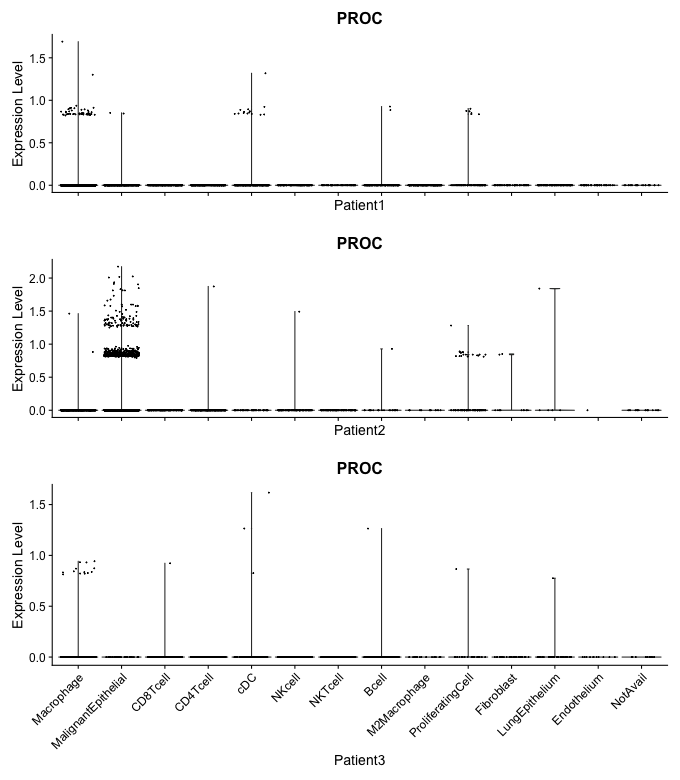 PROC
Expression Level
1.5
1.0
0.5
0.0
Patient1
PROC
Expression Level
2.0
1.5
1.0
0.5
0.0
Patient2
PROC
Expression Level
1.5
1.0
0.5
0.0
Macrophage
MalignantEpithelial
CD8Tcell
CD4Tcell
cDC
NKcell
NKTcell
Bcell
M2Macrophage
ProliferatingCell
Fibroblast
LungEpithelium
Endothelium
NotAvail
Patient3